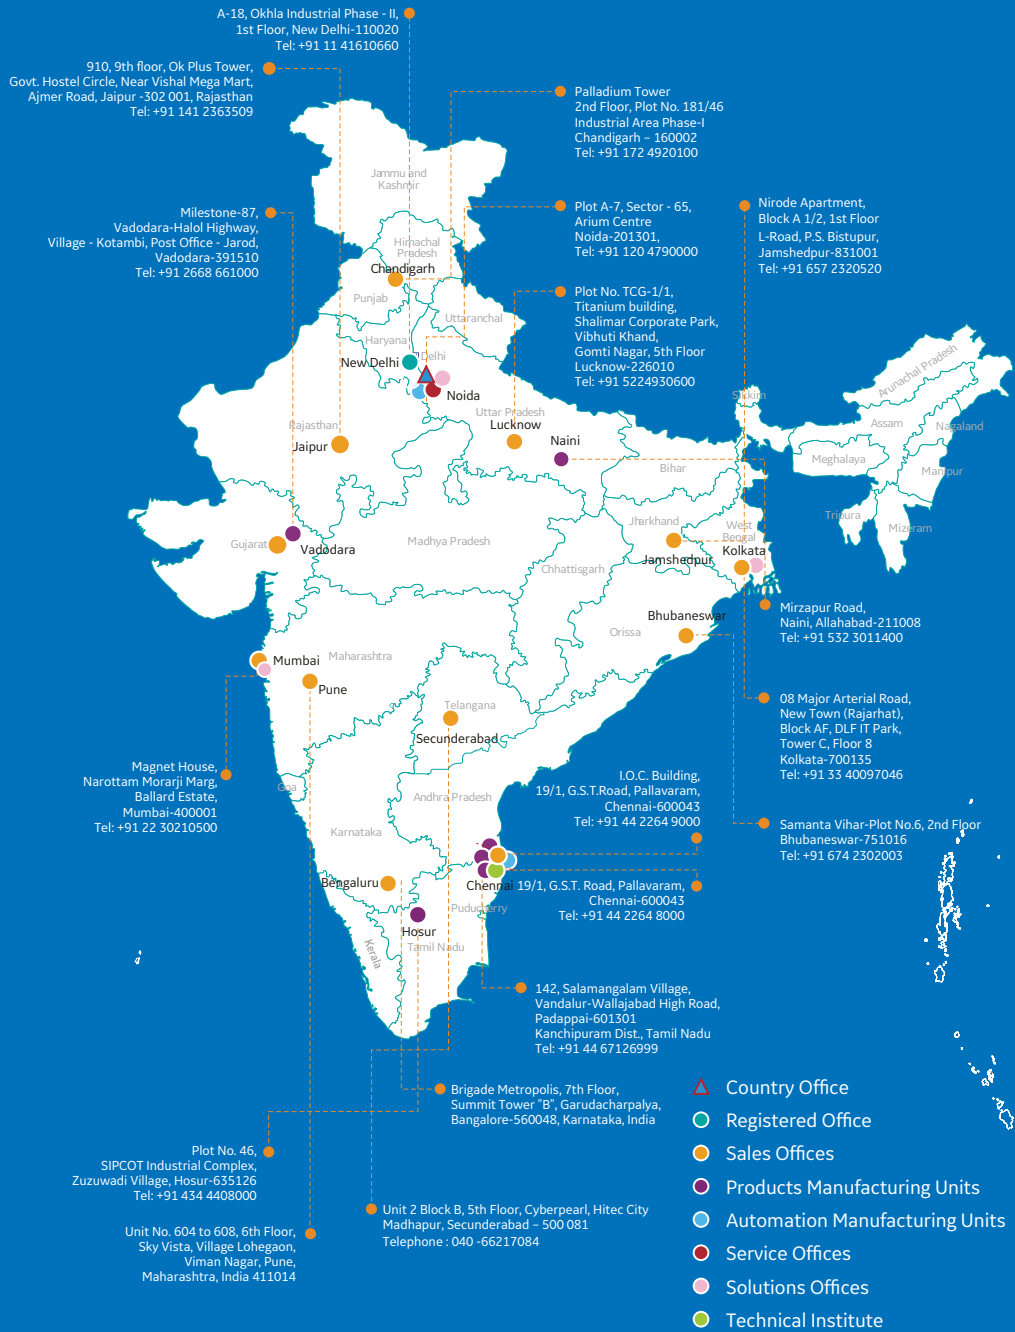 A-18, Okhla Industrial Phase - II,
1st Floor, New Delhi-110020
Tel: +91 11 41610660
910, 9th floor, Ok Plus Tower,
Govt. Hostel Circle, Near Vishal Mega Mart,
Ajmer Road, Jaipur -302 001, Rajasthan
Tel: +91 141 2363509
Palladium Tower
2nd Floor, Plot No. 181/46
Industrial Area Phase-I
Chandigarh – 160002
Tel: +91 172 4920100
Milestone-87,
Vadodara-Halol Highway,
Village - Kotambi, Post Office - Jarod,
Vadodara-391510
Tel: +91 2668 661000
Plot A-7, Sector - 65,
Arium Centre
Noida-201301,
Tel: +91 120 4790000
Nirode Apartment,
Block A 1/2, 1st Floor
L-Road, P.S. Bistupur,
Jamshedpur-831001
Tel: +91 657 2320520
Plot No. TCG-1/1,
Titanium building,
Shalimar Corporate Park,
Vibhuti Khand,
Gomti Nagar, 5th Floor
Lucknow-226010
Tel: +91 5224930600
Jammu and
Kashmir
Himachal
Pradesh
Chandigarh
Punjab
Uttaranchal
Haryana
Delhi
New Delhi
Noida
Uttar Pradesh
Lucknow
Naini
Rajasthan
Jaipur
Bihar
Sikkim
Arunachal Pradesh
Assam
Nagaland
Meghalaya
Manipur
Tripura
Mizeram
Jharkhand
West
Bengal
Kolkata
Jamshedpur
Gujarat
Vadodara
Madhya Pradesh
Chhattisgarh
Bhubaneswar
Orissa
Mumbai
Maharashtra
Pune
Telangana
Secunderabad
Goa
Andhra Pradesh
Karnataka
Bengaluru
Chennai
Puducherry
Hosur
Kerala
Tamil Nadu
Mirzapur Road,
Naini, Allahabad-211008
Tel: +91 532 3011400
08 Major Arterial Road,
New Town (Rajarhat),
Block AF, DLF IT Park,
Tower C, Floor 8
Kolkata-700135
Tel: +91 33 40097046
Magnet House,
Narottam Morarji Marg,
Ballard Estate,
Mumbai-400001
Tel: +91 22 30210500
I.O.C. Building,
19/1, G.S.T.Road, Pallavaram,
Chennai-600043
Tel: +91 44 2264 9000
Samanta Vihar-Plot No.6, 2nd Floor
Bhubaneswar-751016
Tel: +91 674 2302003
19/1, G.S.T. Road, Pallavaram,
Chennai-600043
Tel: +91 44 2264 8000
142, Salamangalam Village,
Vandalur-Wallajabad High Road,
Padappai-601301
Kanchipuram Dist., Tamil Nadu
Tel: +91 44 67126999
Brigade Metropolis, 7th Floor,
Summit Tower "B", Garudacharpalya,
Bangalore-560048, Karnataka, India
Plot No. 46,
SIPCOT Industrial Complex,
Zuzuwadi Village, Hosur-635126
Tel: +91 434 4408000
Unit 2 Block B, 5th Floor, Cyberpearl, Hitec City
Madhapur, Secunderabad – 500 081
Telephone : 040 -66217084
Unit No. 604 to 608, 6th Floor,
Sky Vista, Village Lohegaon,
Viman Nagar, Pune,
Maharashtra, India 411014
Country Office
Registered Office
Sales Offices
Products Manufacturing Units
Automation Manufacturing Units
Service Offices
Solutions Offices
Technical Institute